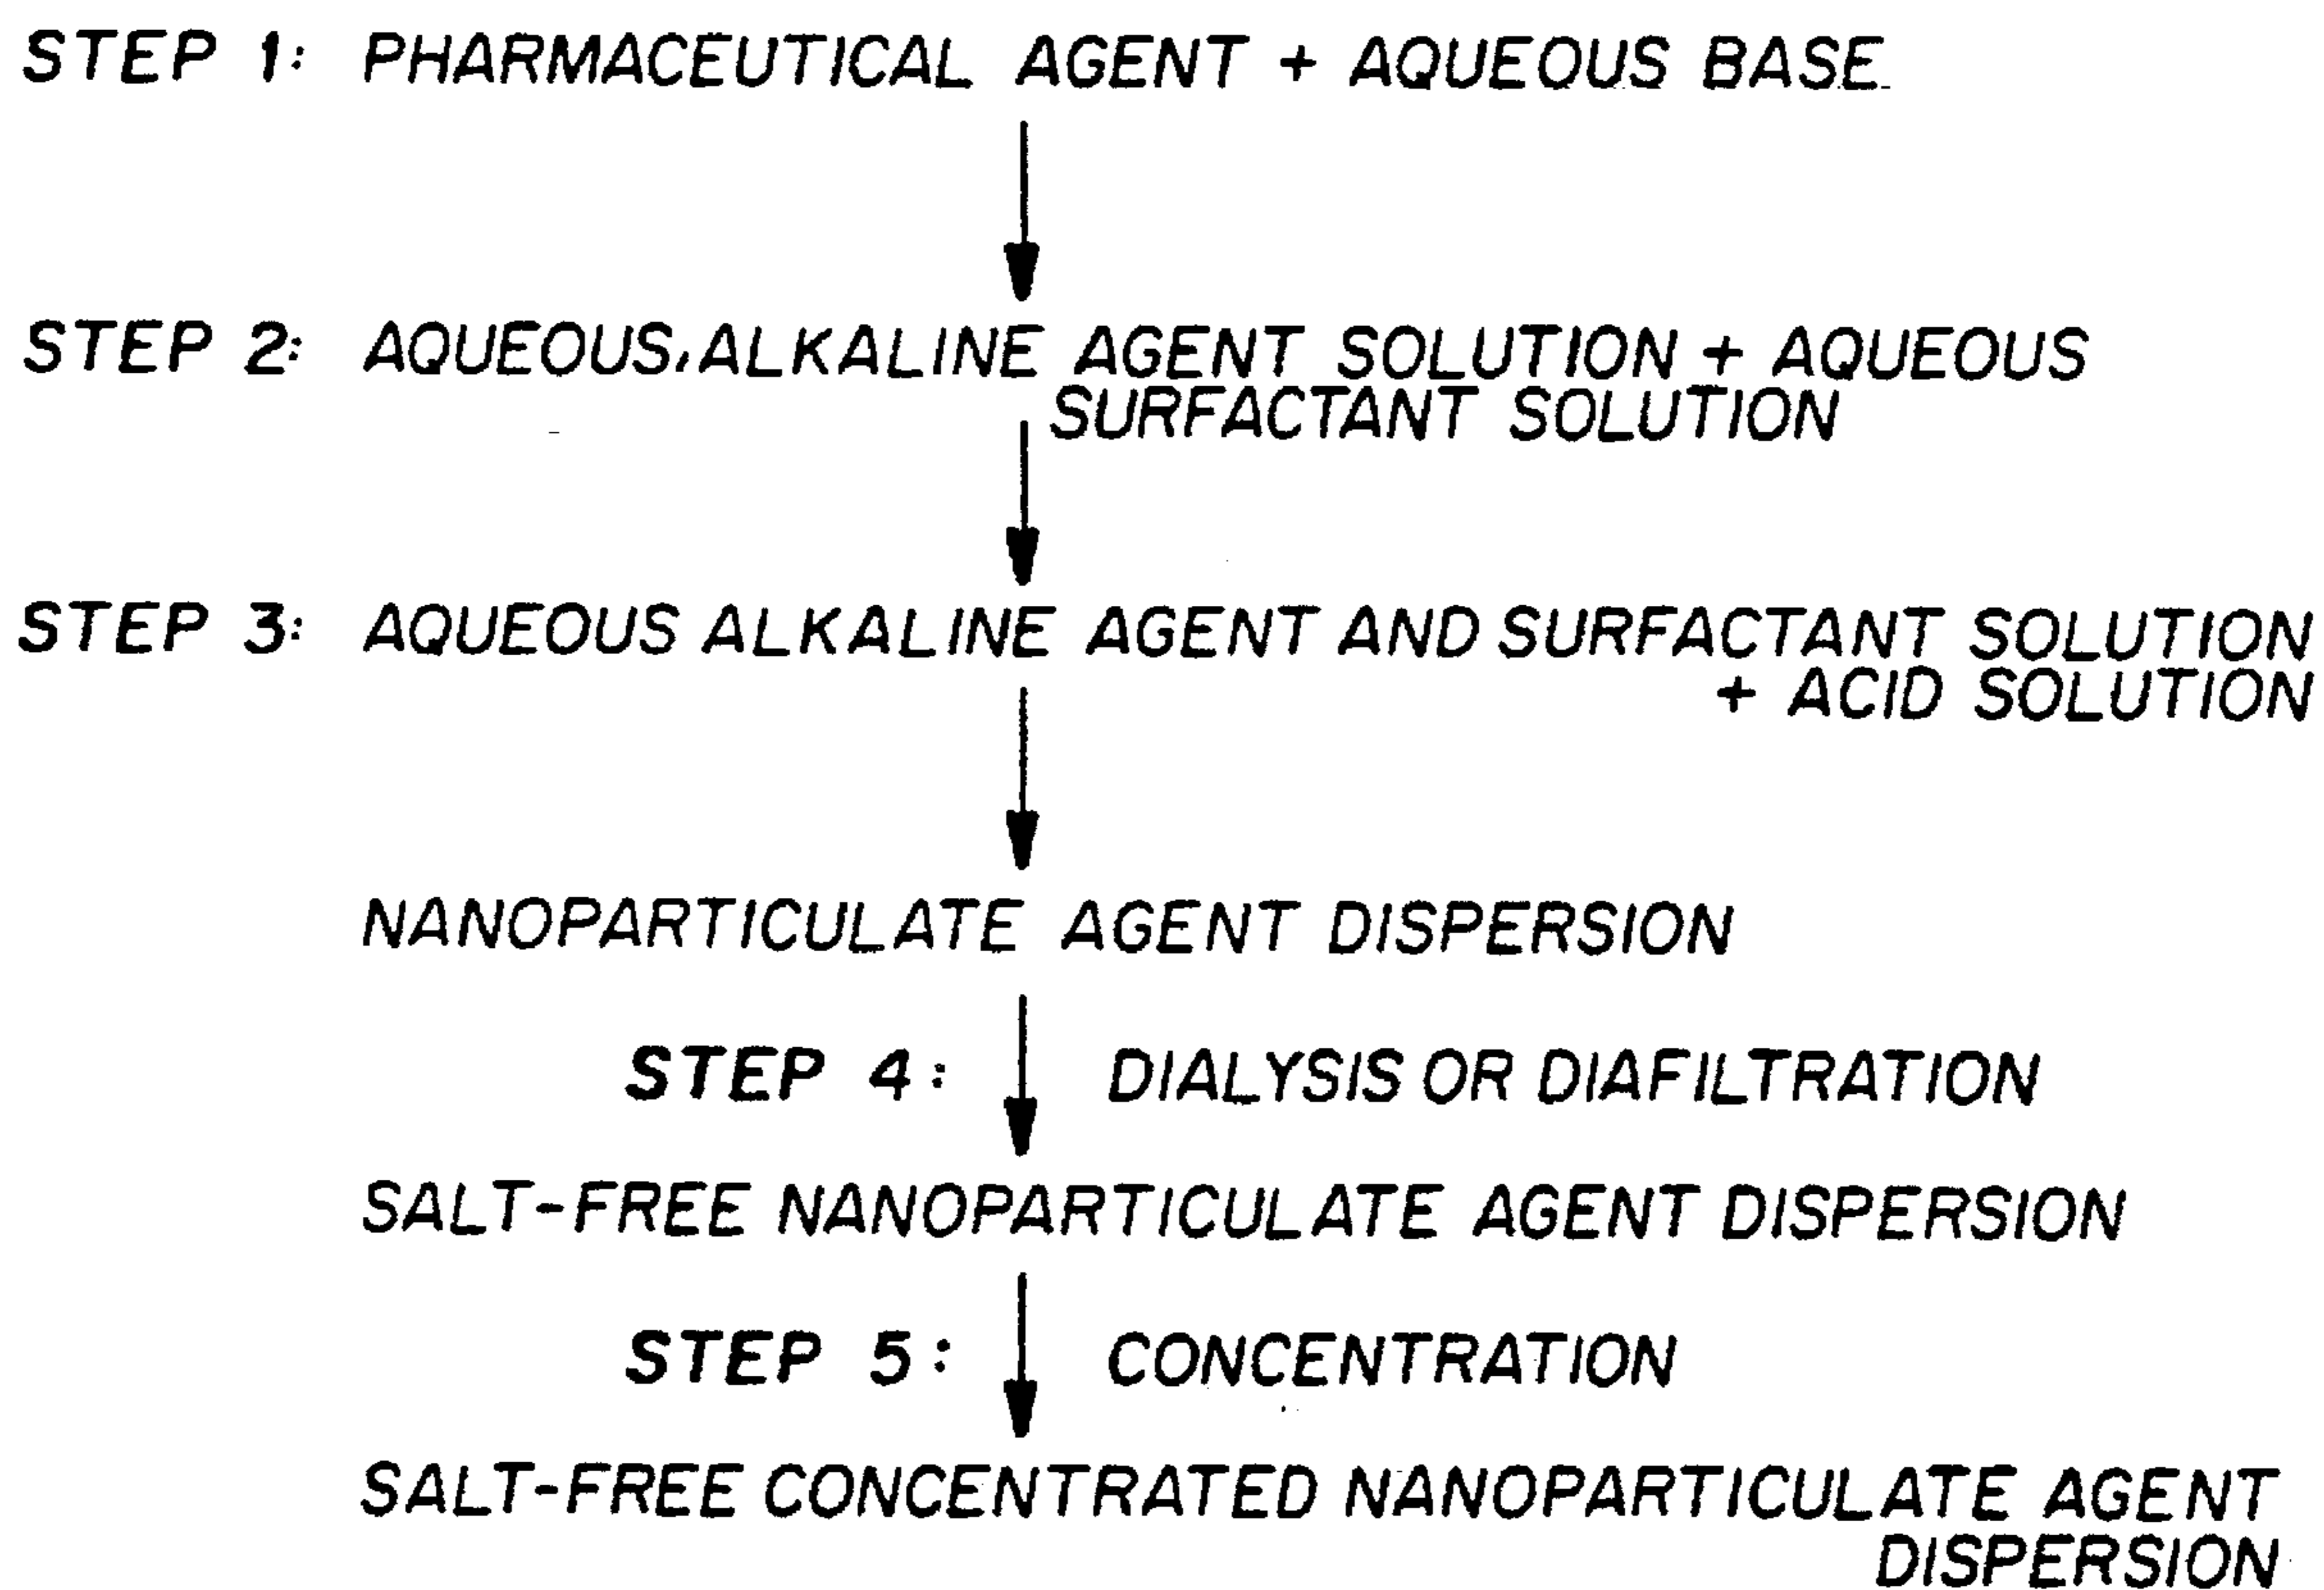 STEP 1: PHARMACEUTICAL AGENT + AQUEOUS BASE
STEP 2: AQUEOUS, ALKALINE AGENT SOLUTION + AQUEOUS
SURFACTANT SOLUTION
STEP 3: AQUEOUS ALKALINE AGENT AND SURFACTANT SOLUTION
+ ACID SOLUTION
NANOPARTICULATE AGENT DISPERSION
STEP 4: DIALYSIS OR DIAFILTRATION
SALT-FREE NANOPARTICULATE AGENT DISPERSION
STEP 5: CONCENTRATION
SALT-FREE CONCENTRATED NANOPARTICULATE AGENT
DISPERSION